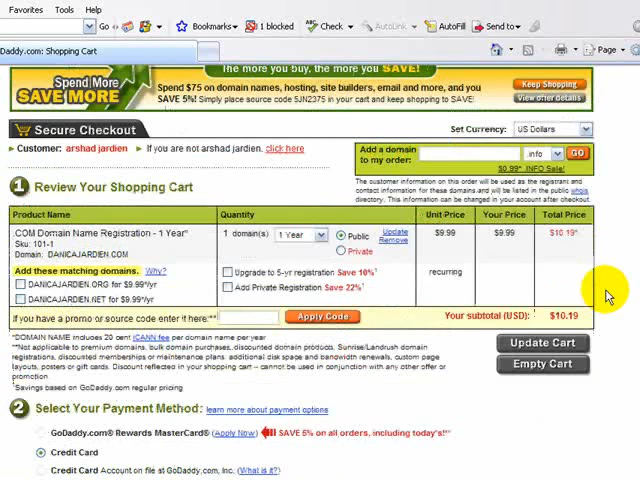 Favorites Tools Help
Go Bookmarks 1 blocked Check AutoLink AutoFill Send to
Daddy.com: Shopping Cart
Page
The more you buy, the more you SAVE!
Spend More
SAVE MORE
Spend $75 on domain names, hosting, site builders, email and more, and you
SAVE 5%! Simply place source code 5JN2375 in your cart and keep shopping to SAVE!
Keep Shopping
View offer details
Secure Checkout
Set Currency: US Dollars
Customer: arshad jardien If you are not arshad jardien. click here
Add a domain
to my order:
.info GO
$0.99* .INFO Sale!
The customer information on this order will be used as the registrant and
contact information for these domains and will be listed in the public whois
directory. This information can be changed in your account after checkout.
1 Review Your Shopping Cart
Product Name Quantity Unit Price Your Price Total Price
.COM Domain Name Registration - 1 Year*
Sku: 101-1
Domain: DANICAJARDEN.COM
1 domain(s) 1 Year Public Private
Update
Remove
$9.99 $9.99 $10.19*
Add these matching domains. Why?
DANICAJARDEN.ORG for $9.99*/yr
DANICAJARDEN.NET for $9.99*/yr
Upgrade to 5-yr registration Save 10%
Add Private Registration Save 22%
recurring
If you have a promo or source code enter it here:** Apply Code Your subtotal (USD): $10.19
*DOMAIN NAME includes 20 cent ICANN fee per domain name per year
**Not applicable to premium domains, bulk domain purchases, discounted domain products, Sunrise/Landrush domain
registrations, discounted memberships or maintenance plans, additional disk space and bandwidth renewals, custom page
layouts, posters or gift cards. Discount reflected in your shopping cart – cannot be used in conjunction with any other offer or
promotion
Savings based on GoDaddy.com regular pricing
Update Cart
Empty Cart
2 Select Your Payment Method: learn more about payment options
GoDaddy.com® Rewards MasterCard® (Apply Now) SAVE 5% on all orders, including today's!**
Credit Card
Credit Card Account on file at GoDaddy.com, Inc. (What is it?)